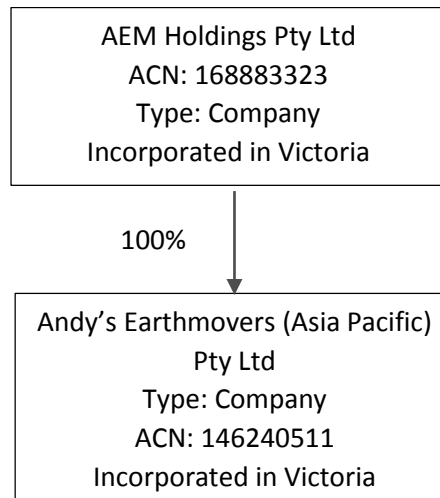 AEM Holdings Pty Ltd
ACN: 168883323
Type: Company
Incorporated in Victoria
100%
Andy’s Earthmovers (Asia Pacific)
Pty Ltd
Type: Company
ACN: 146240511
Incorporated in Victoria